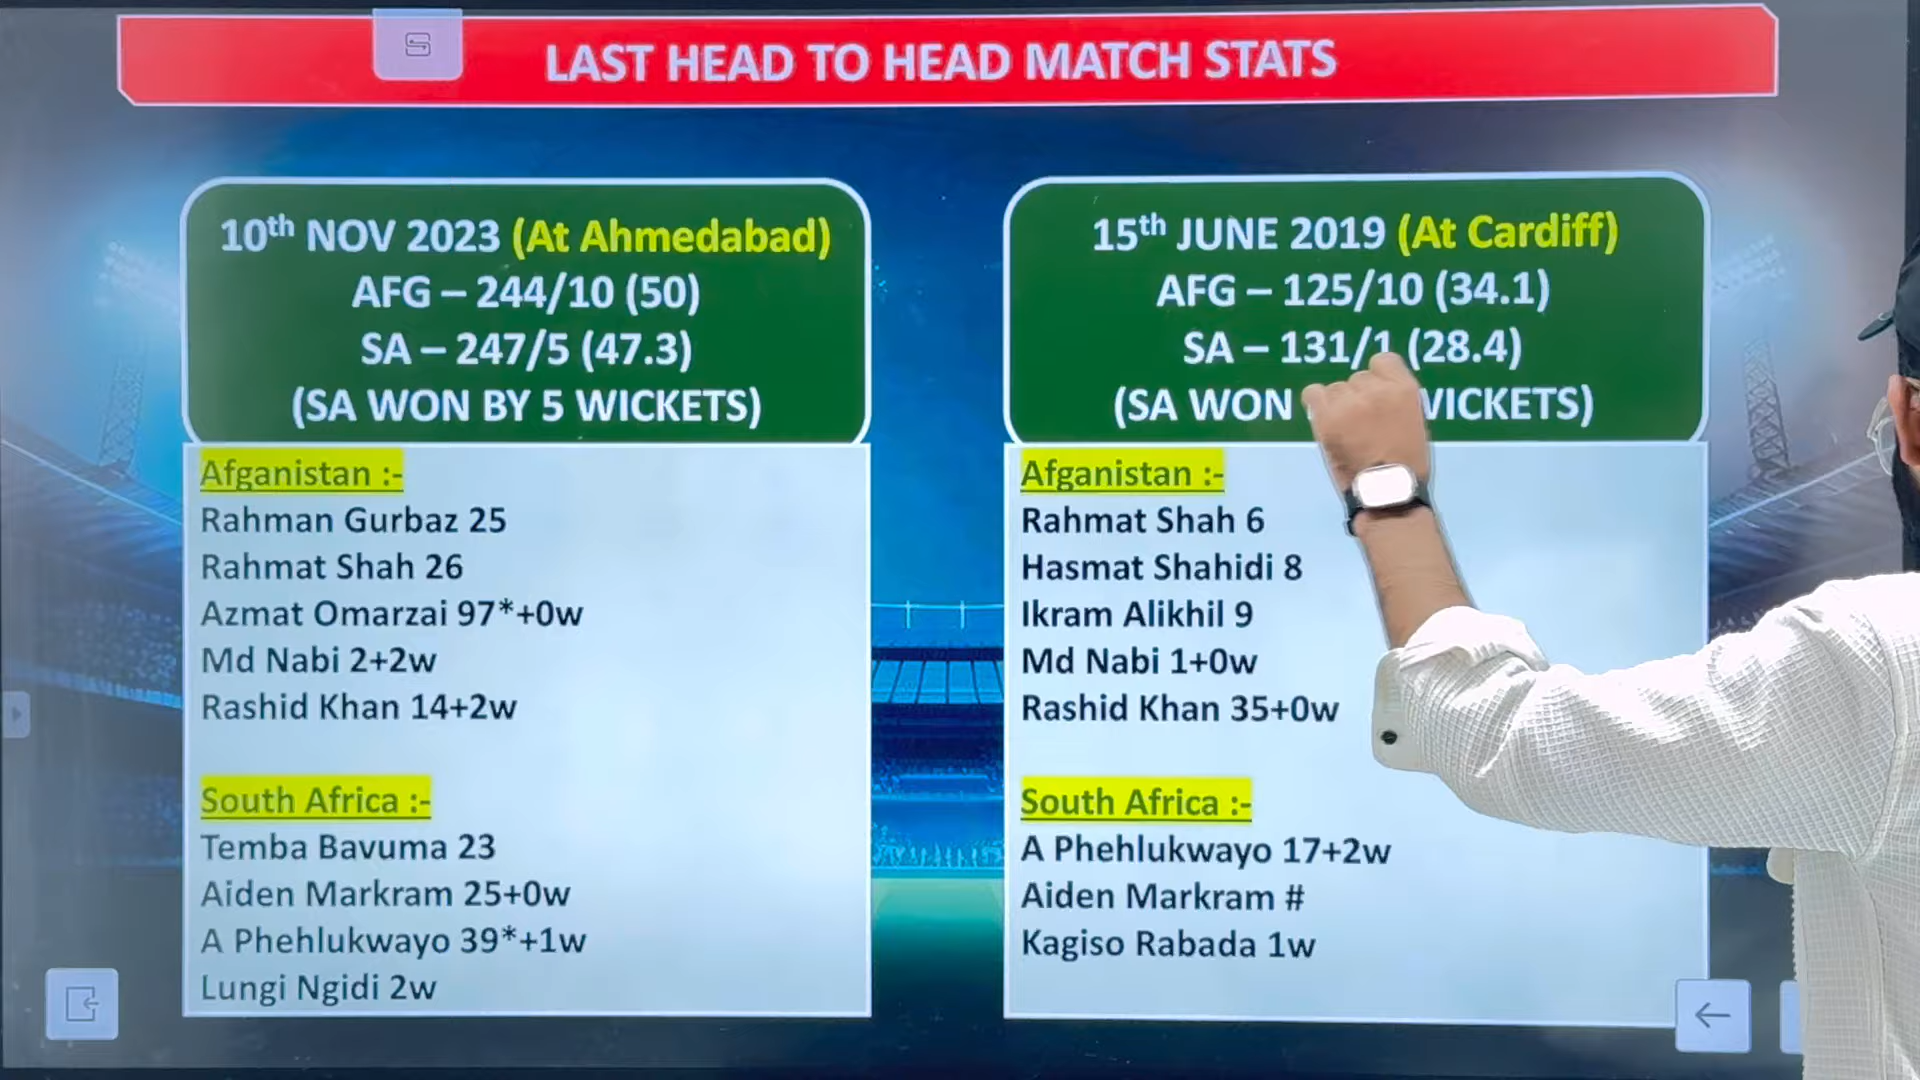 LAST HEAD TO HEAD MATCH STATS
10th NOV 2023 (At Ahmedabad)
AFG – 244/10 (50)
SA – 247/5 (47.3)
(SA WON BY 5 WICKETS)
Afganistan :-
Rahman Gurbaz 25
Rahmat Shah 26
Azmat Omarzai 97*+0w
Md Nabi 2+2w
Rashid Khan 14+2w
South Africa :-
Temba Bavuma 23
Aiden Markram 25+0w
A Phehlukwayo 39*+1w
Lungi Ngidi 2w
15th JUNE 2019 (At Cardiff)
AFG – 125/10 (34.1)
SA – 131/1 (28.4)
(SA WON WICKETS)
Afganistan :-
Rahmat Shah 6
Hasmat Shahidi 8
Ikram Alikhil 9
Md Nabi 1+0w
Rashid Khan 35+0w
South Africa :-
A Phehlukwayo 17+2w
Aiden Markram #
Kagiso Rabada 1w